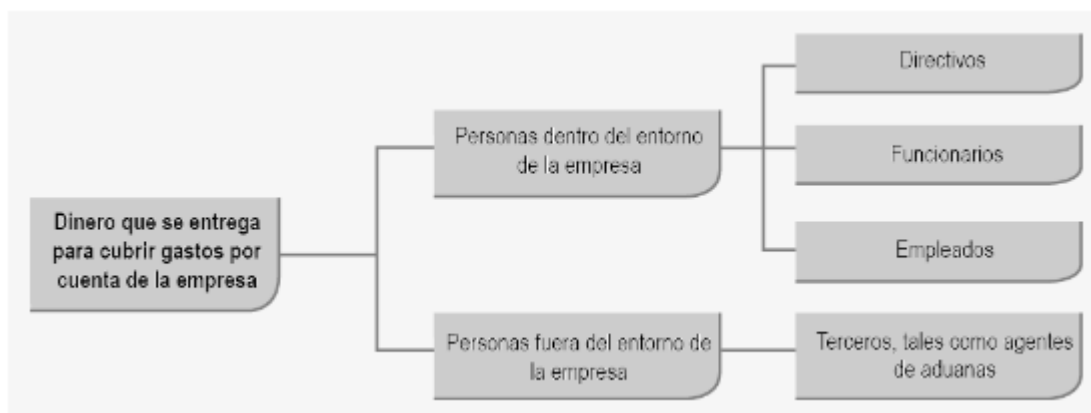 Dinero que se entrega
para cubrir gastos por
cuenta de la empresa
Personas dentro del entorno
de la empresa
Directivos
Funcionarios
Empleados
Personas fuera del entorno de
la empresa
Terceros, tales como agentes
de aduanas